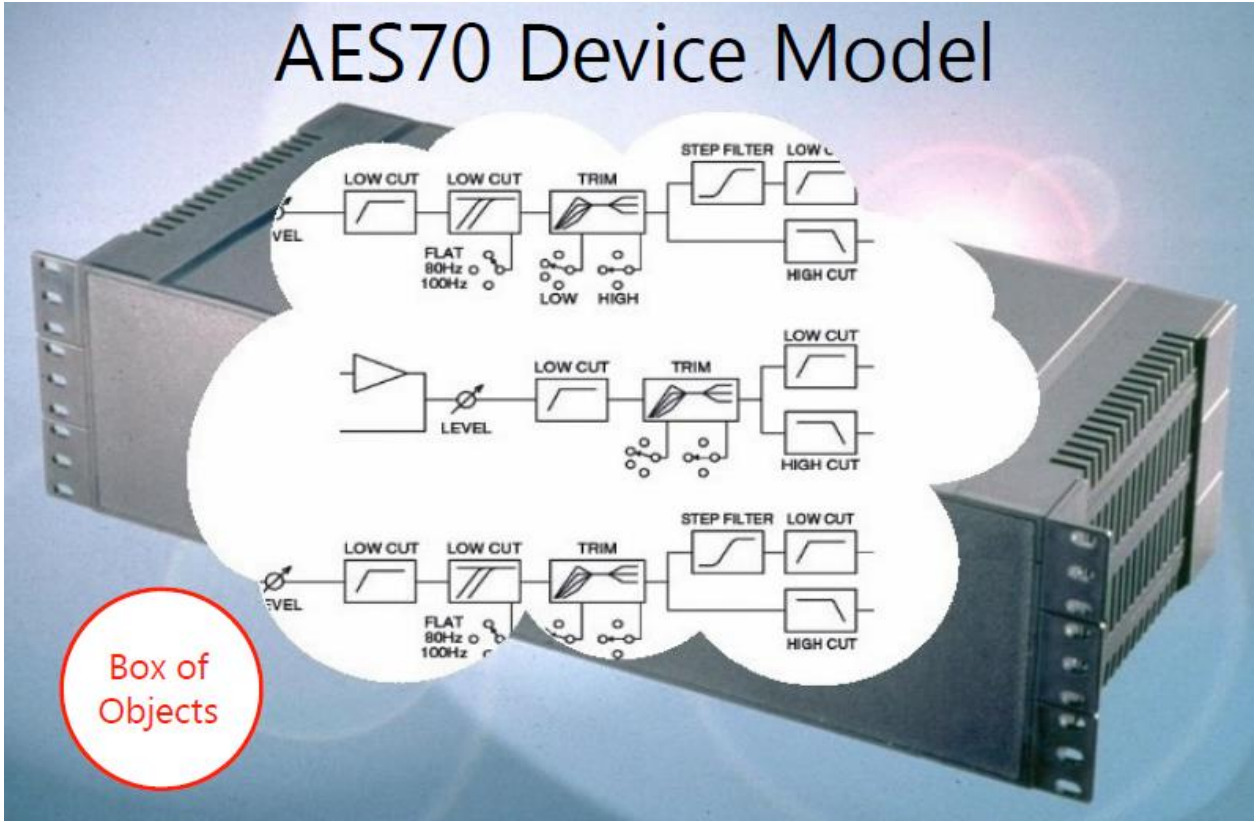 AES70 Device Model
STEP FILTER
LOW CUT
LOW CUT
TRIM
LEVEL
FLAT
80Hz
100Hz
LOW
HIGH
HIGH CUT
LOW CUT
LOW CUT
TRIM
LEVEL
HIGH CUT
STEP FILTER
LOW CUT
LOW CUT
LOW CUT
TRIM
LEVEL
FLAT
80Hz
100Hz
HIGH CUT
Box of
Objects